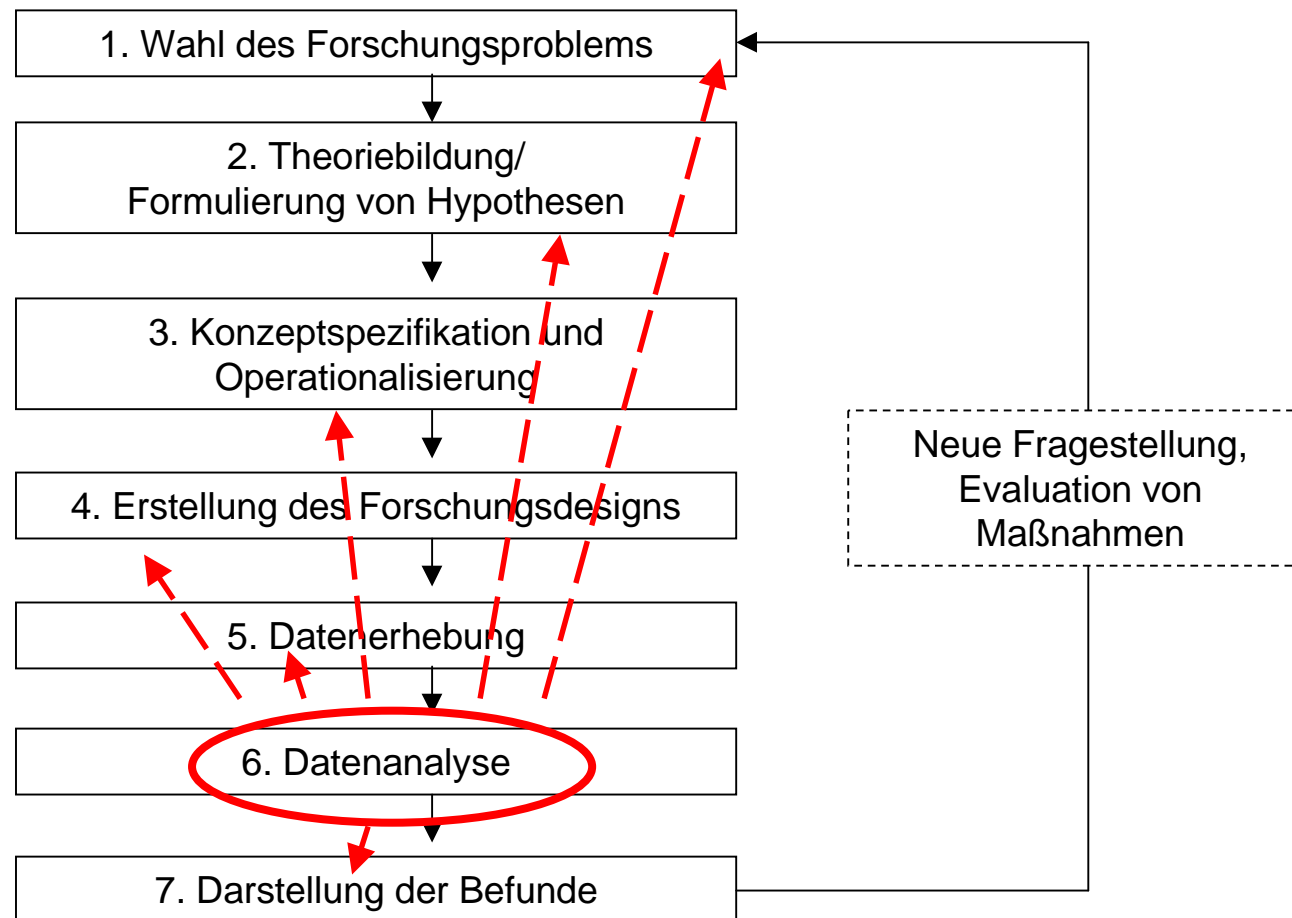 1. Wahl des Forschungsproblems
2. Theoriebildung/
Formulierung von Hypothesen
3. Konzeptspezifikation und
Operationalisierung
4. Erstellung des Forschungsdesigns
5. Datenerhebung
6. Datenanalyse
7. Darstellung der Befunde
Neue Fragestellung,
Evaluation von
Maßnahmen